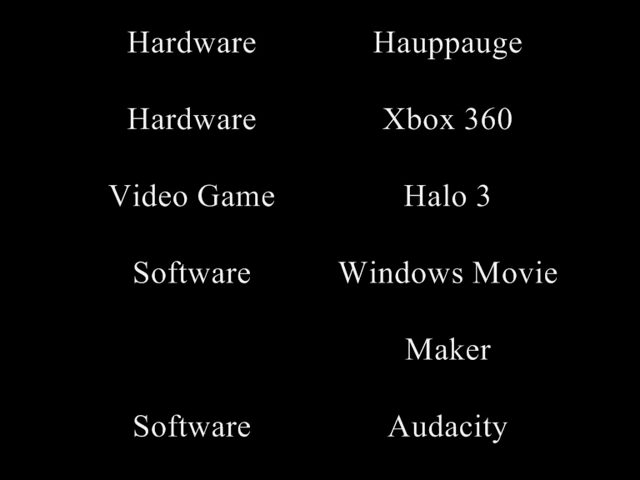 Hardware Hauppauge
Hardware Xbox 360
Video Game Halo 3
Software Windows Movie
Maker
Software Audacity